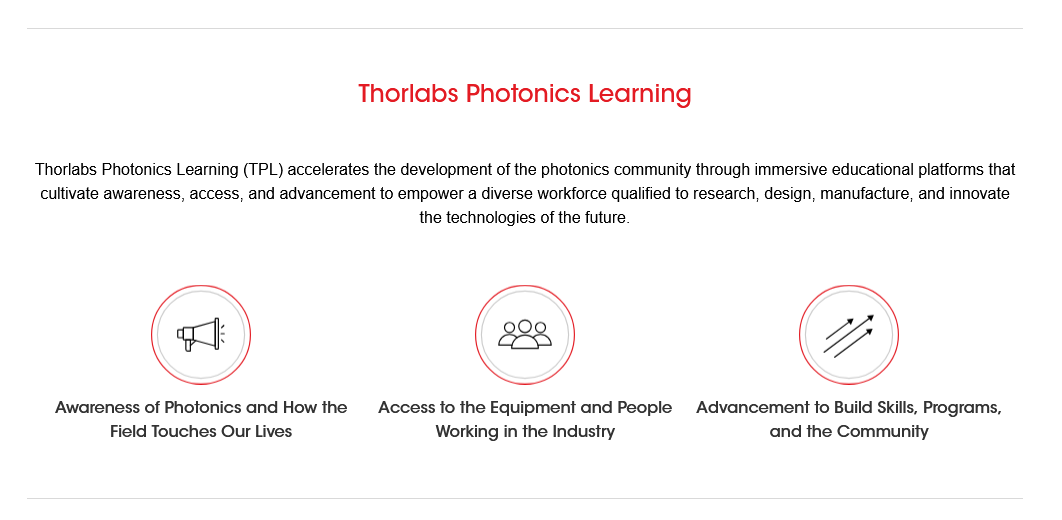 Thorlabs Photonics Learning
Thorlabs Photonics Learning (TPL) accelerates the development of the photonics community through immersive educational platforms that
cultivate awareness, access, and advancement to empower a diverse workforce qualified to research, design, manufacture, and innovate
the technologies of the future.
Awareness of Photonics and How the
Field Touches Our Lives
Access to the Equipment and People
Working in the Industry
Advancement to Build Skills, Programs,
and the Community